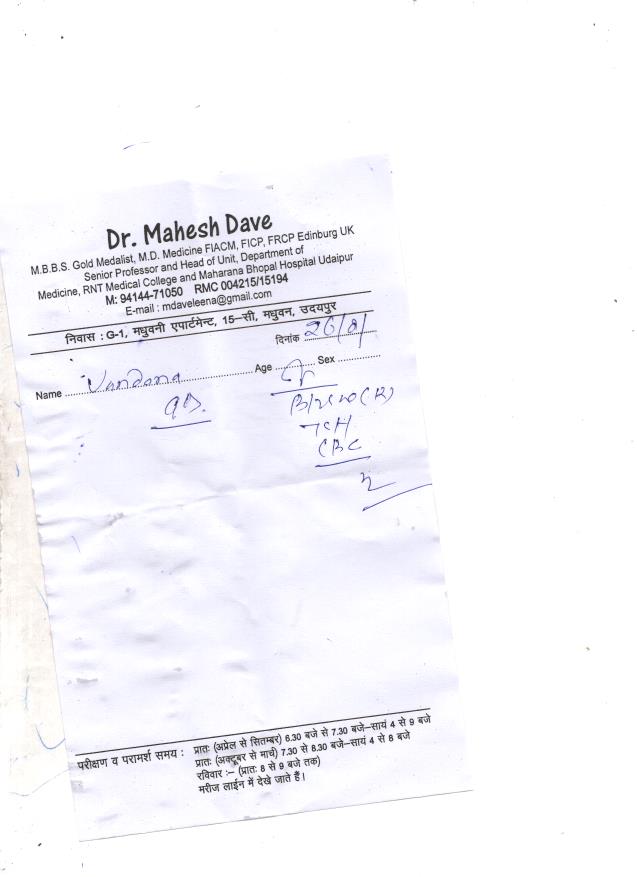 Dr. Mahesh Dave
M.B.B.S. Gold Medalist, M.D. Medicine FIACM, FICP, FRCP Edinburg UK
Senior Professor and Head of Unit, Department of
Medicine, RNT Medical College and Maharana Bhopal Hospital Udaipur
M: 94144-71050 RMC 004215/15194
E-mail : mdaveleena@gmail.com
निवास : G-1, मधुवनी एपार्टमेन्ट, 15–सी, मधुवन, उदयपुर
दिनांक 26/8/
Name Vandana Age Sex
CBC
परीक्षण व परामर्श समय : प्रातः (अप्रेल से सितम्बर) 6.30 बजे से 7.30 बजे–सायं 4 से 9 बजे
प्रातः (अक्टूबर से मार्च) 7.30 से 8.30 बजे–सायं 4 से 8 बजे
रविवार :– (प्रातः 8 से 9 बजे तक)
मरीज लाईन में देखे जाते हैं।